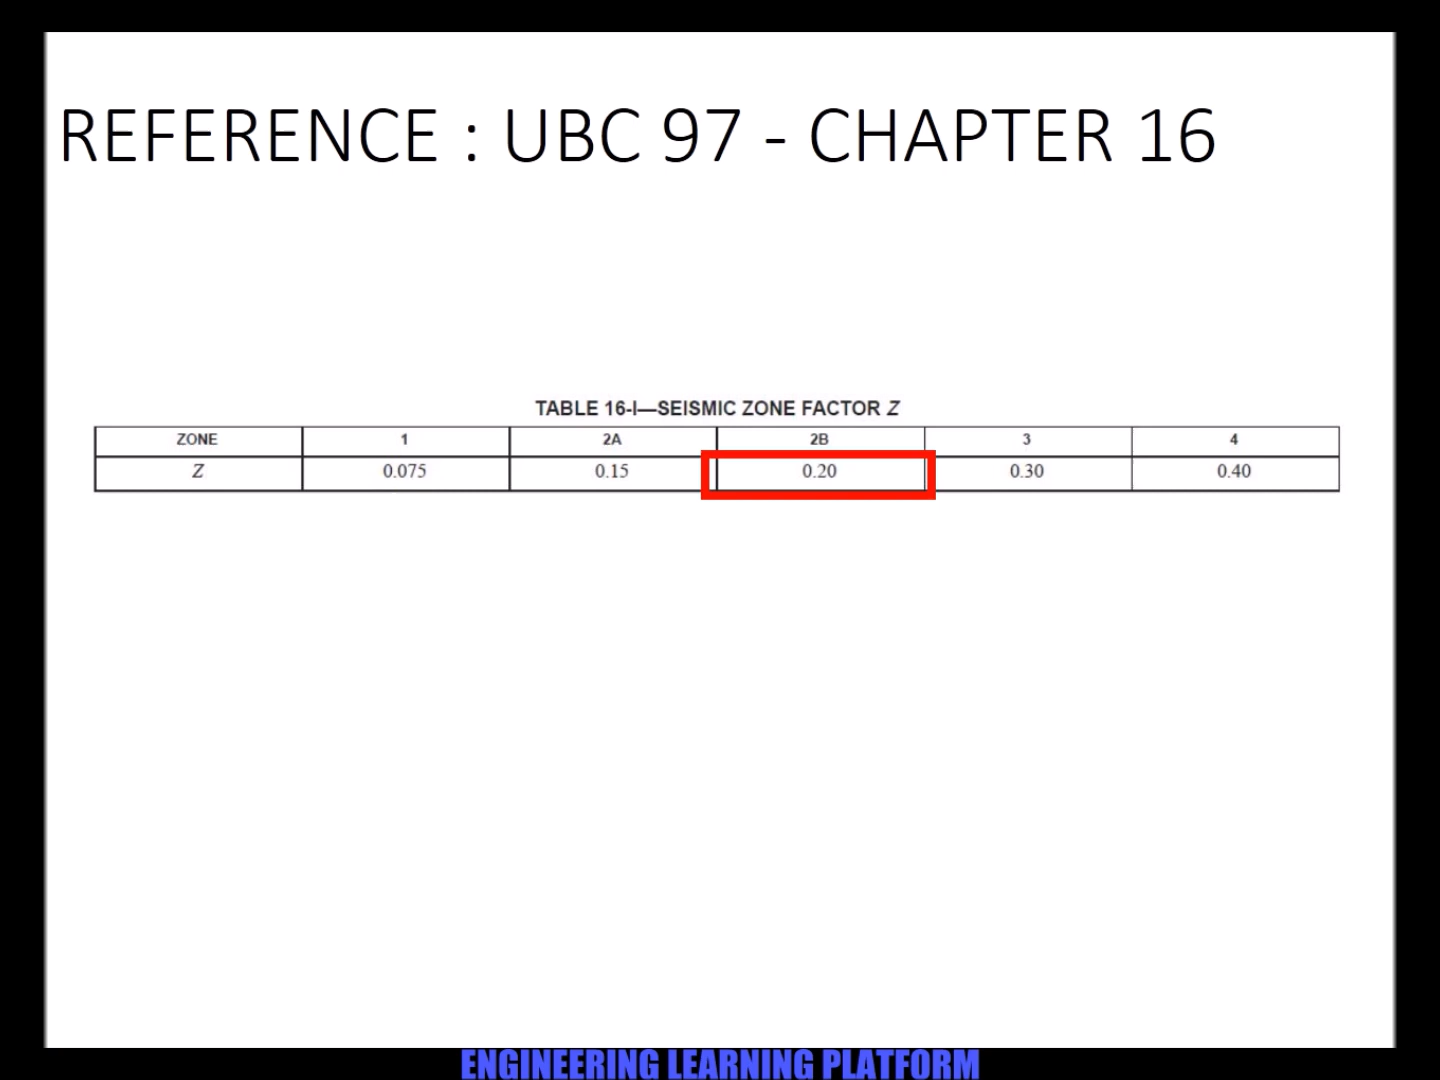 REFERENCE : UBC 97 - CHAPTER 16
TABLE 16-I—SEISMIC ZONE FACTOR Z
ZONE 1 2A 2B 3 4
Z 0.075 0.15 0.20 0.30 0.40
ENGINEERING LEARNING PLATFORM